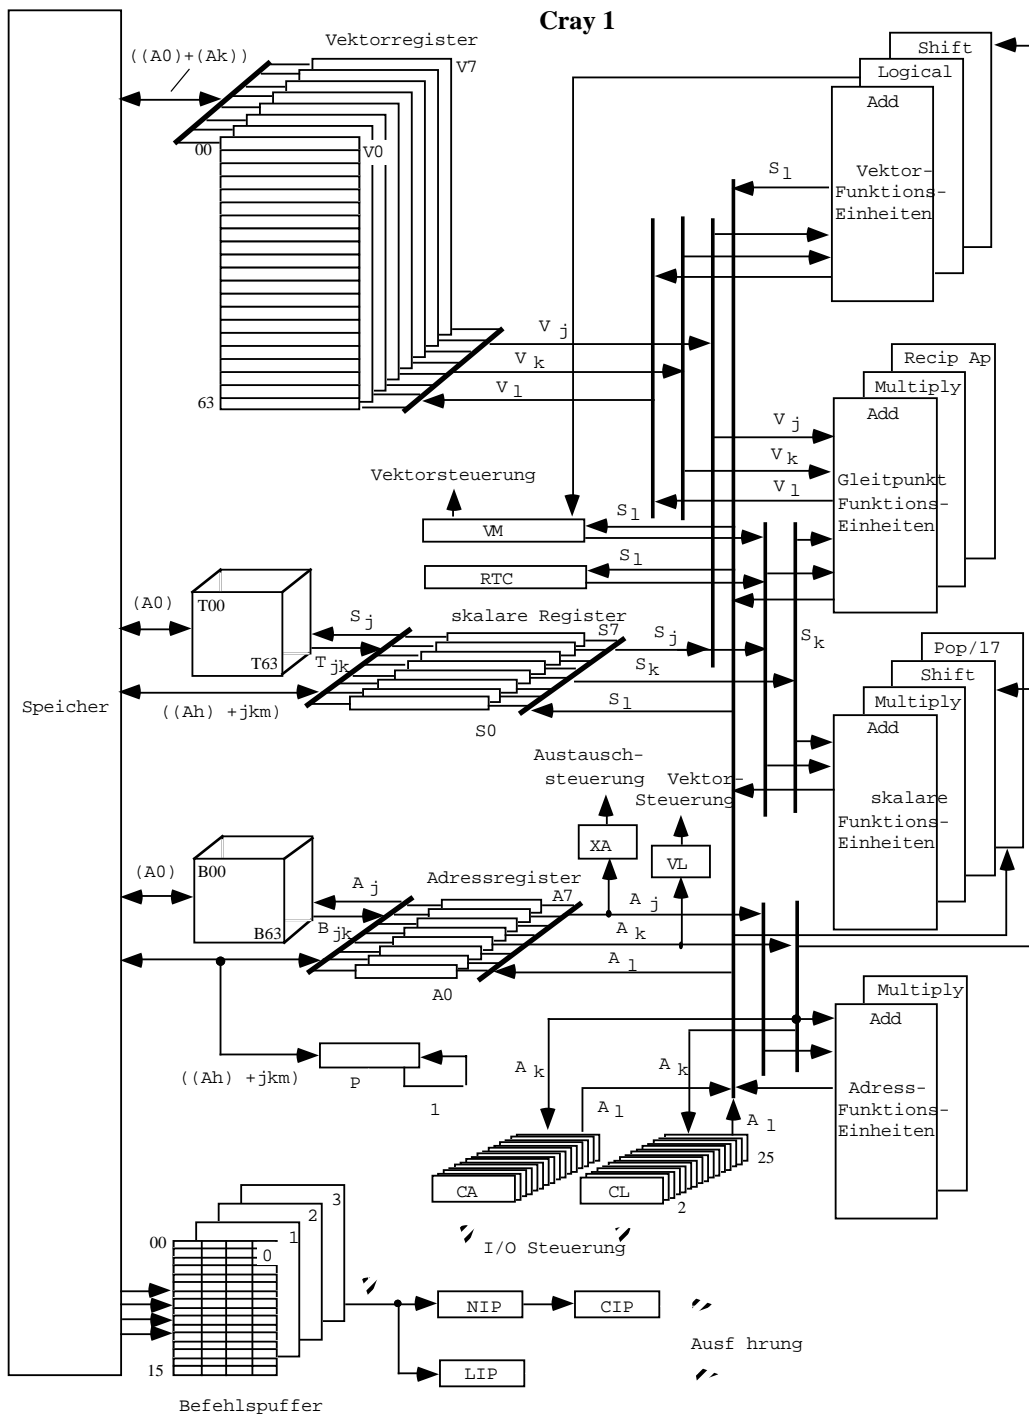 Cray 1
Vektorregister
((A0)+(Ak))
V7
00
V0
63
Shift
Logical
Add
Vektor-
Funktions-
Einheiten
S l
V j
V k
V l
Recip Ap
Multiply
Add
V j
V k
V l
Gleitpunkt
Funktions-
Einheiten
Vektorsteuerung
VM
S l
RTC
S l
(A0)
T00
T63
S j
T jk
skalare Register
S7
S j
S k
S l
S0
S k
Speicher
((Ah) +jkm)
Pop/17
Shift
Multiply
Add
skalare
Funktions-
Einheiten
Austausch-
steuerung
Vektor-
Steuerung
XA
VL
(A0)
B00
B63
A j
B jk
Adressregister
A7
A j
A k
A l
A0
((Ah) +jkm)
P
1
Multiply
Add
Adress-
Funktions-
Einheiten
A k
A l
A k
A l
CA
CL
25
2
I/O Steuerung
3
2
1
0
00
15
NIP
CIP
LIP
Ausf hrung
Befehlspuffer